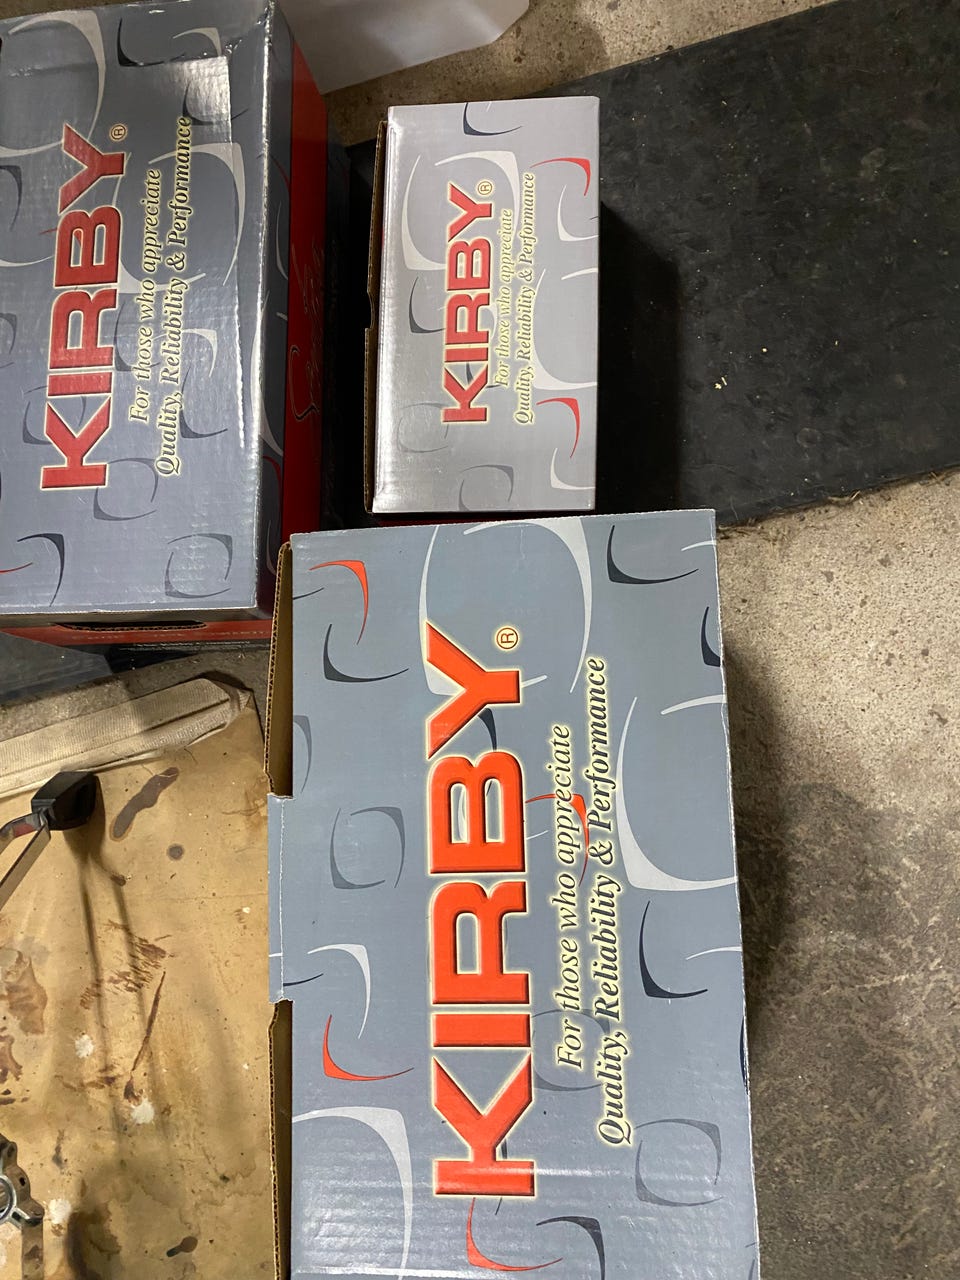 KIRBY®
For those who appreciate
Quality, Reliability & Performance
KIRBY®
For those who appreciate
Quality, Reliability & Performance
KIRBY®
For those who appreciate
Quality, Reliability & Performance